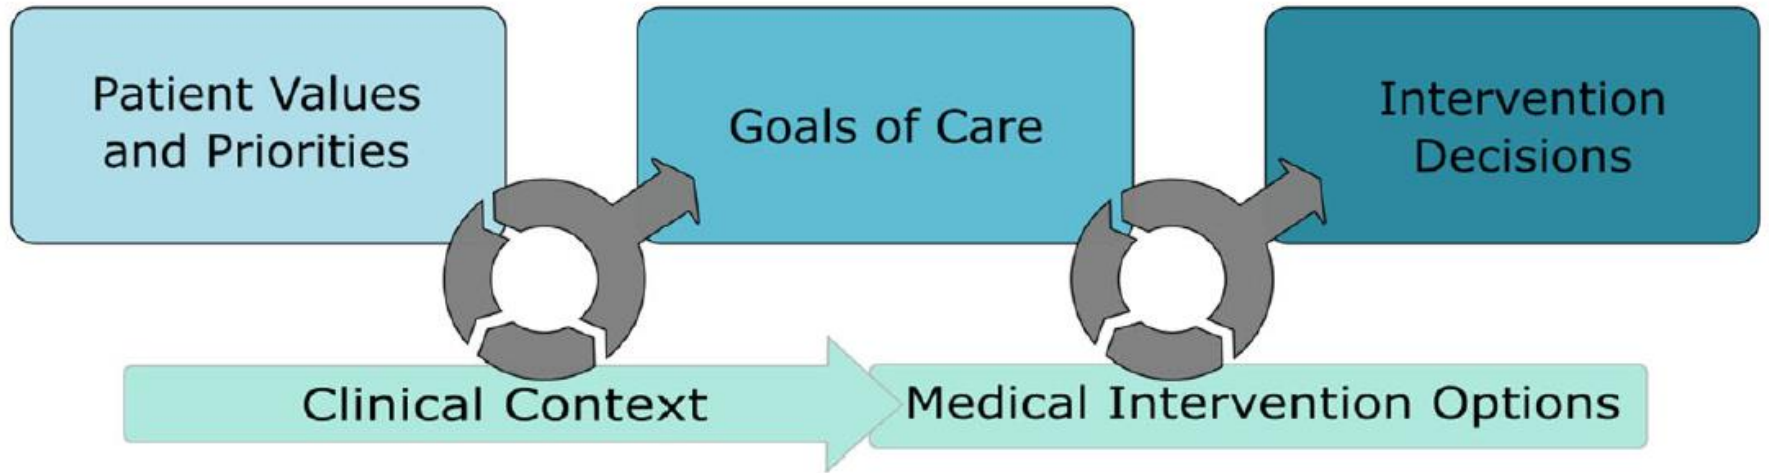 Patient Values
and Priorities
Goals of Care
Intervention
Decisions
Clinical Context
Medical Intervention Options